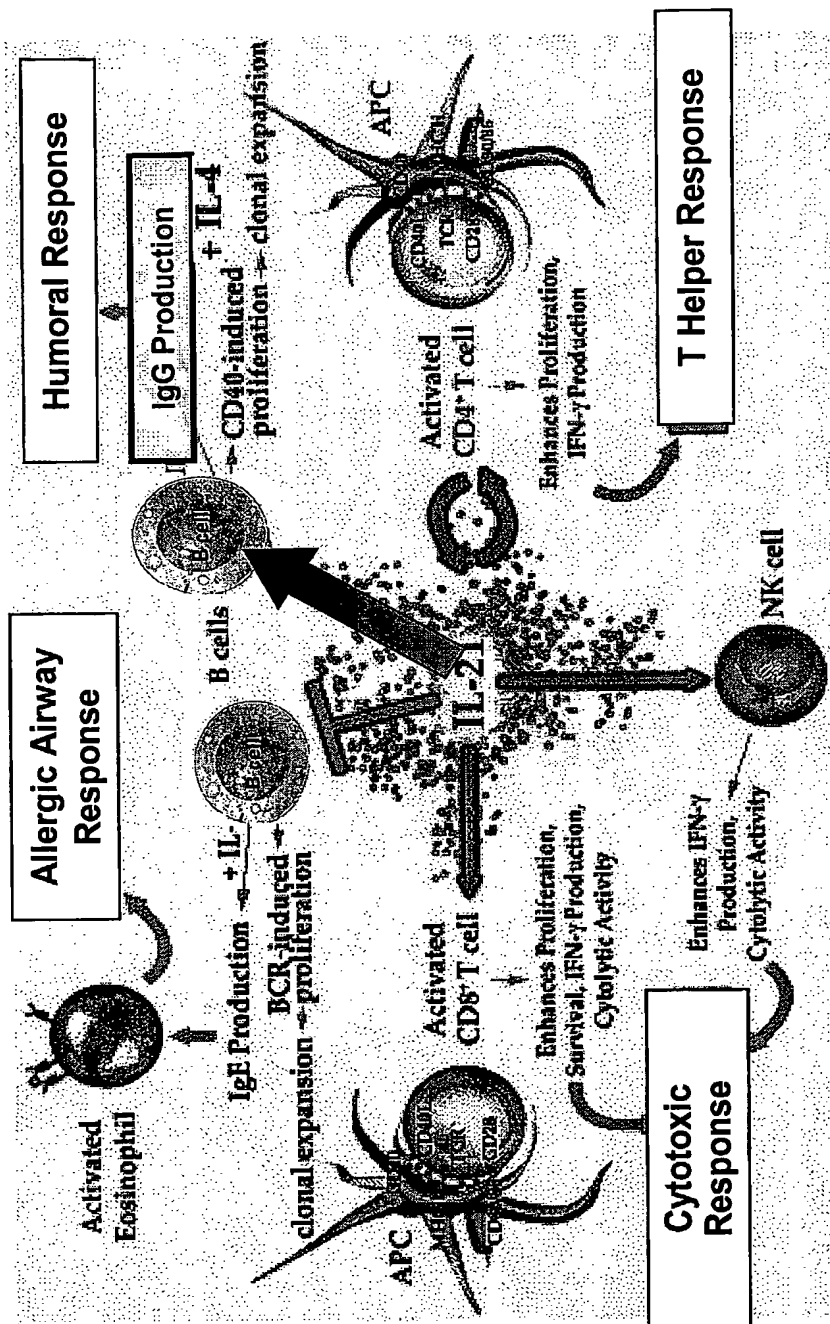 Allergic Airway
Response
Humoral Response
IgG Production
+ IL-4
CD40-induced
proliferation
clonal expansion
Activated
Eosinophil
IgE Production
+ IL-
BCR-induced
proliferation
clonal expansion
B cell
B cell
B cells
APC
TCR
CD28
Activated
CD8+ T cell
IL-21
Activated
CD4+ T cell
CD40L
TCR
CD28
APC
Enhances Proliferation,
Survival, IFN-γ Production,
Cytolytic Activity
Enhances Proliferation,
IFN-γ Production
Enhances IFN-γ
Production,
Cytolytic Activity
NK cell
Cytotoxic
Response
T Helper Response